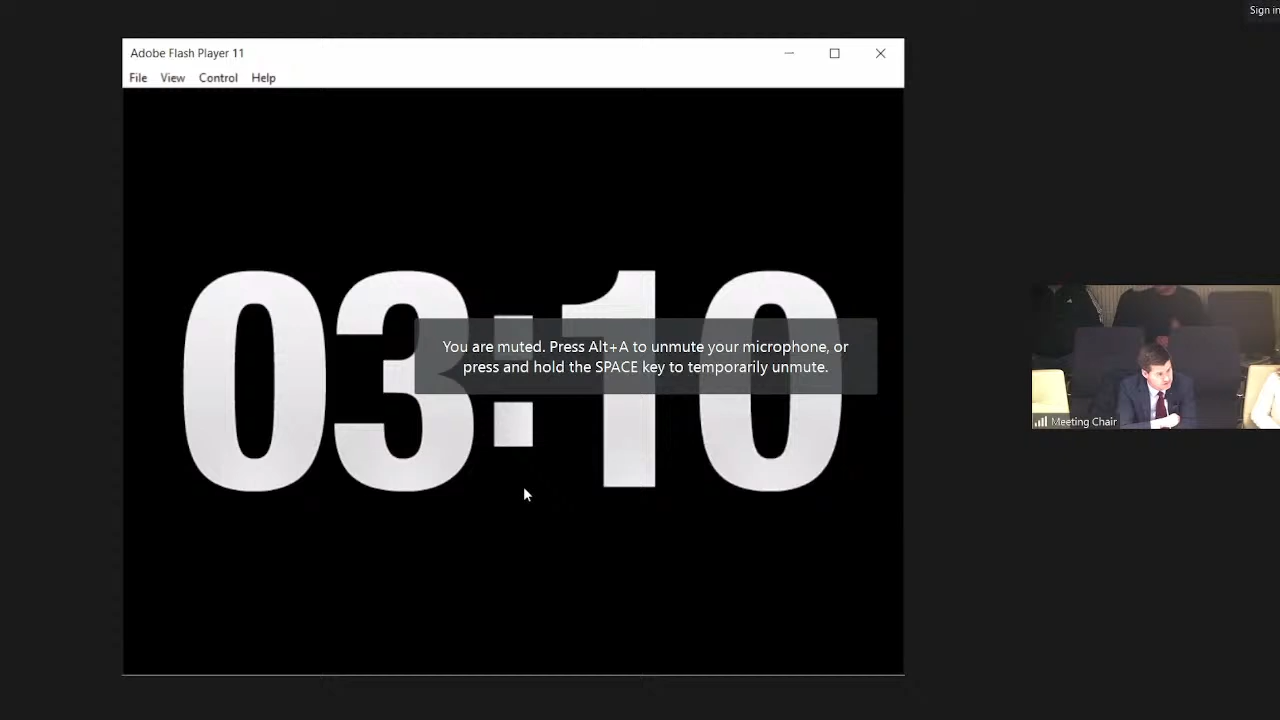 Sign in
Adobe Flash Player 11
File View Control Help
03:10
You are muted. Press Alt+A to unmute your microphone, or
press and hold the SPACE key to temporarily unmute.
Meeting Chair